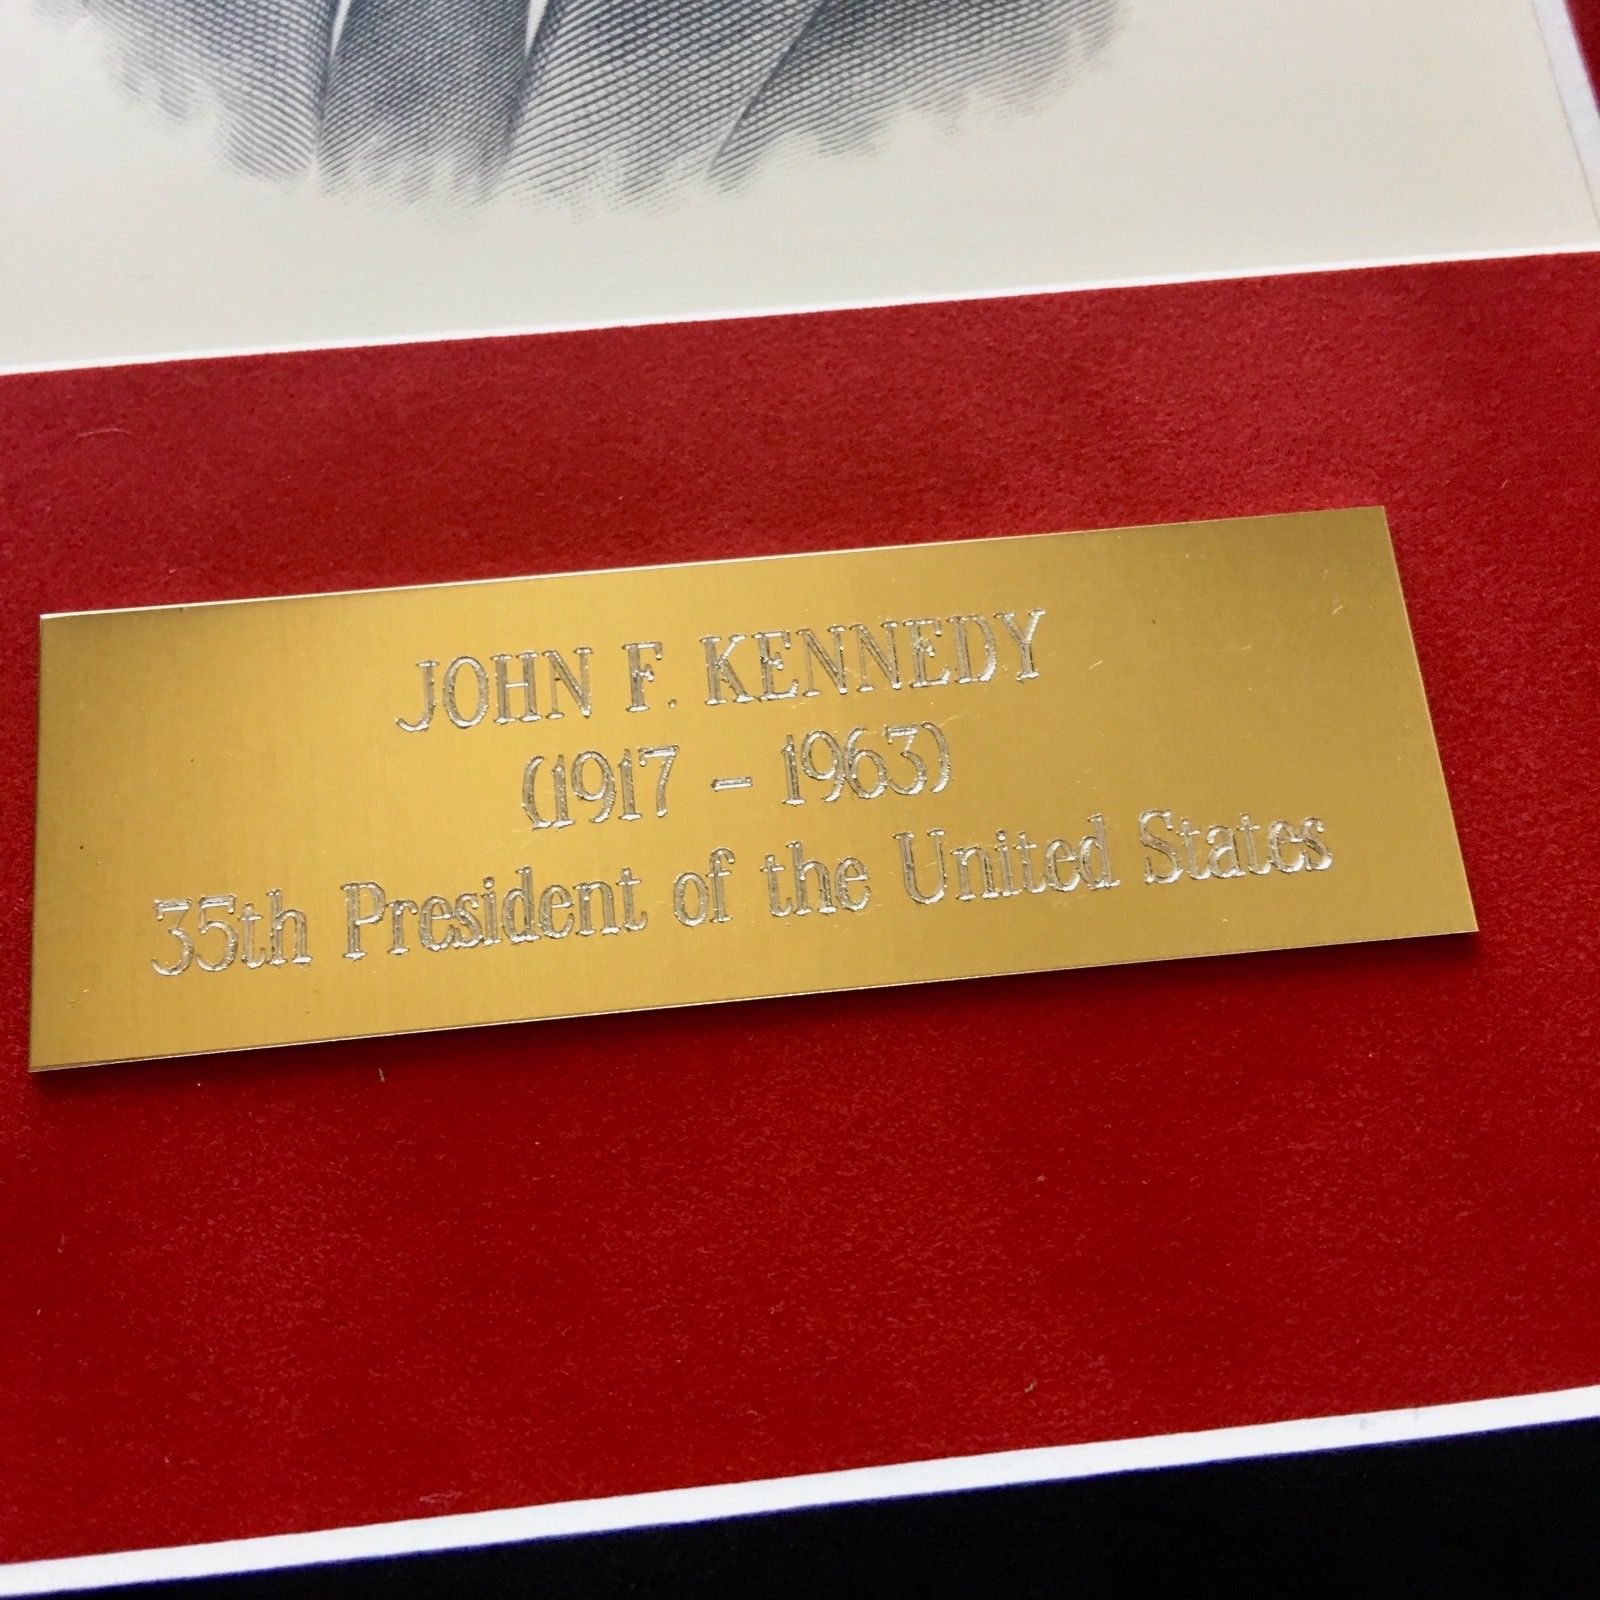 JOHN F. KENNEDY
(1917 - 1963)
35th President of the United States